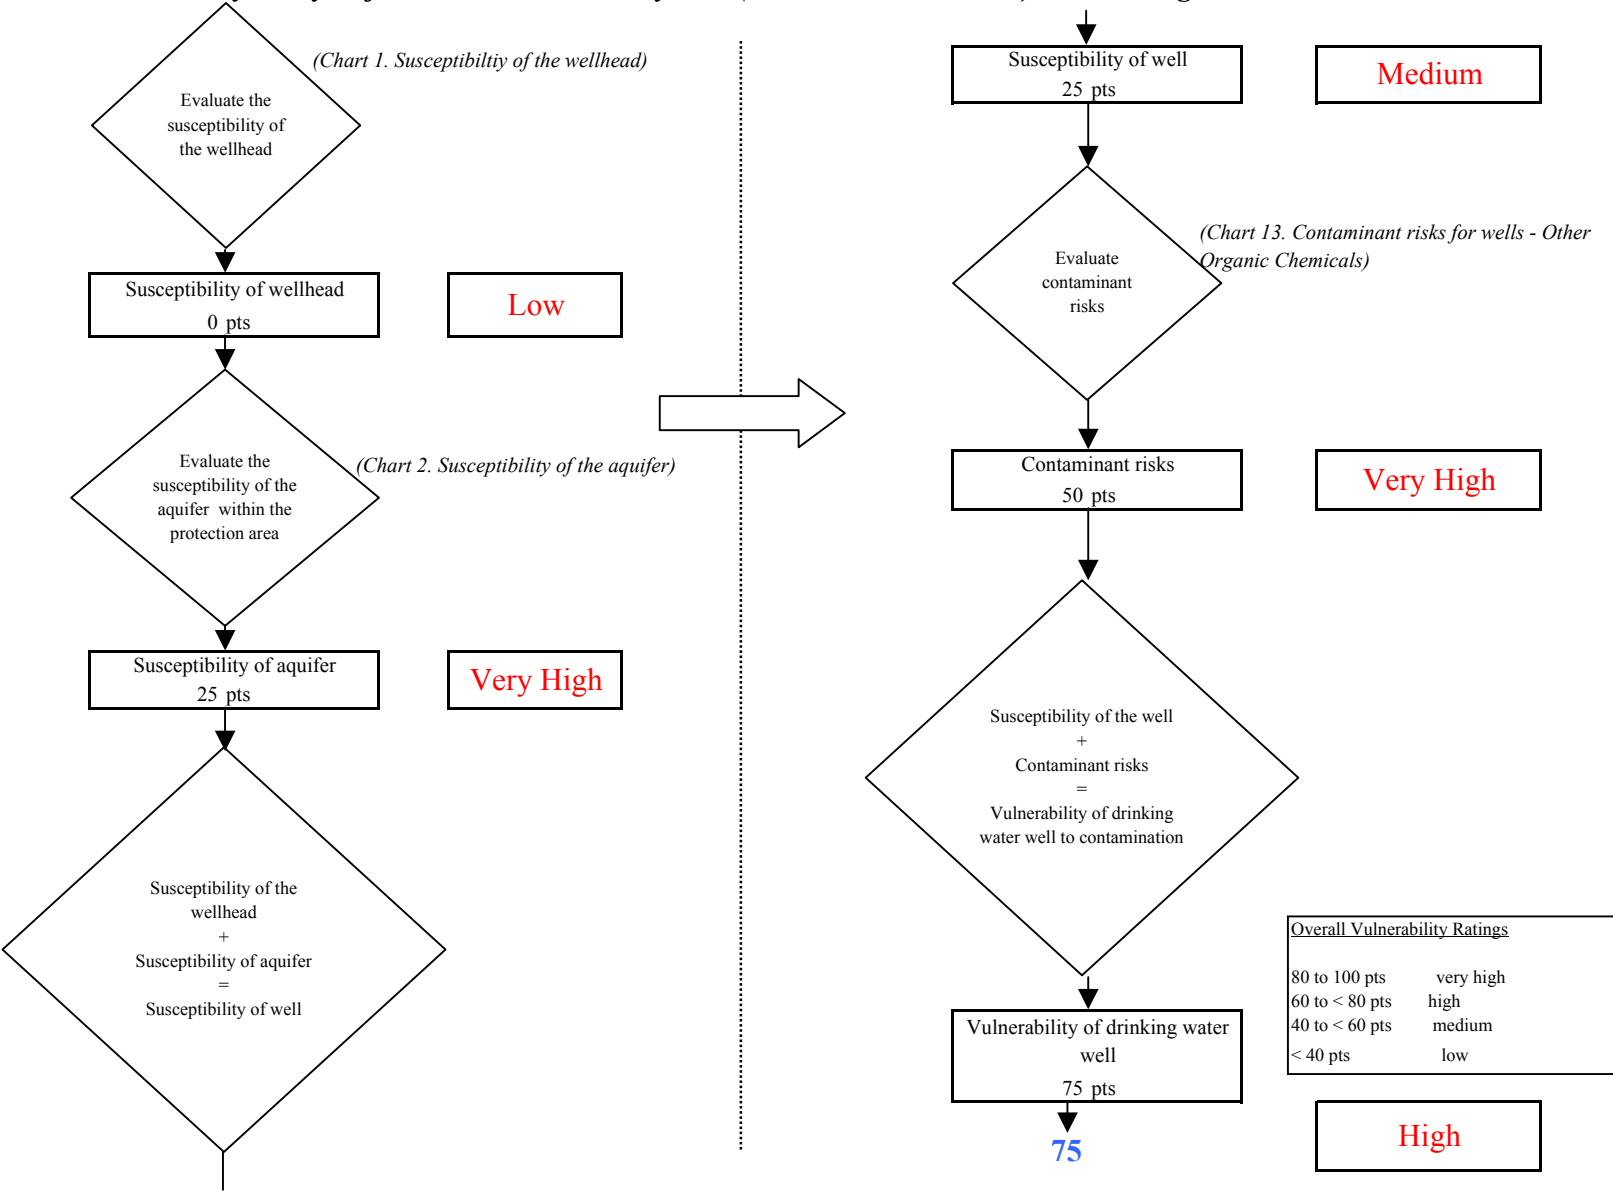 (Chart 1. Susceptibiltiy of the wellhead)
Evaluate the
susceptibility of
the wellhead
Susceptibility of wellhead
0 pts
Low
Evaluate the
susceptibility of the
aquifer within the
protection area
(Chart 2. Susceptibility of the aquifer)
Susceptibility of aquifer
25 pts
Very High
Susceptibility of the
wellhead
+
Susceptibility of aquifer
=
Susceptibility of well
Susceptibility of well
25 pts
Medium
Evaluate
contaminant
risks
(Chart 13. Contaminant risks for wells - Other
Organic Chemicals)
Contaminant risks
50 pts
Very High
Susceptibility of the well
+
Contaminant risks
=
Vulnerability of drinking
water well to contamination
Overall Vulnerability Ratings
80 to 100 pts very high
60 to < 80 pts high
40 to < 60 pts medium
< 40 pts low
Vulnerability of drinking water
well
75 pts
75
High